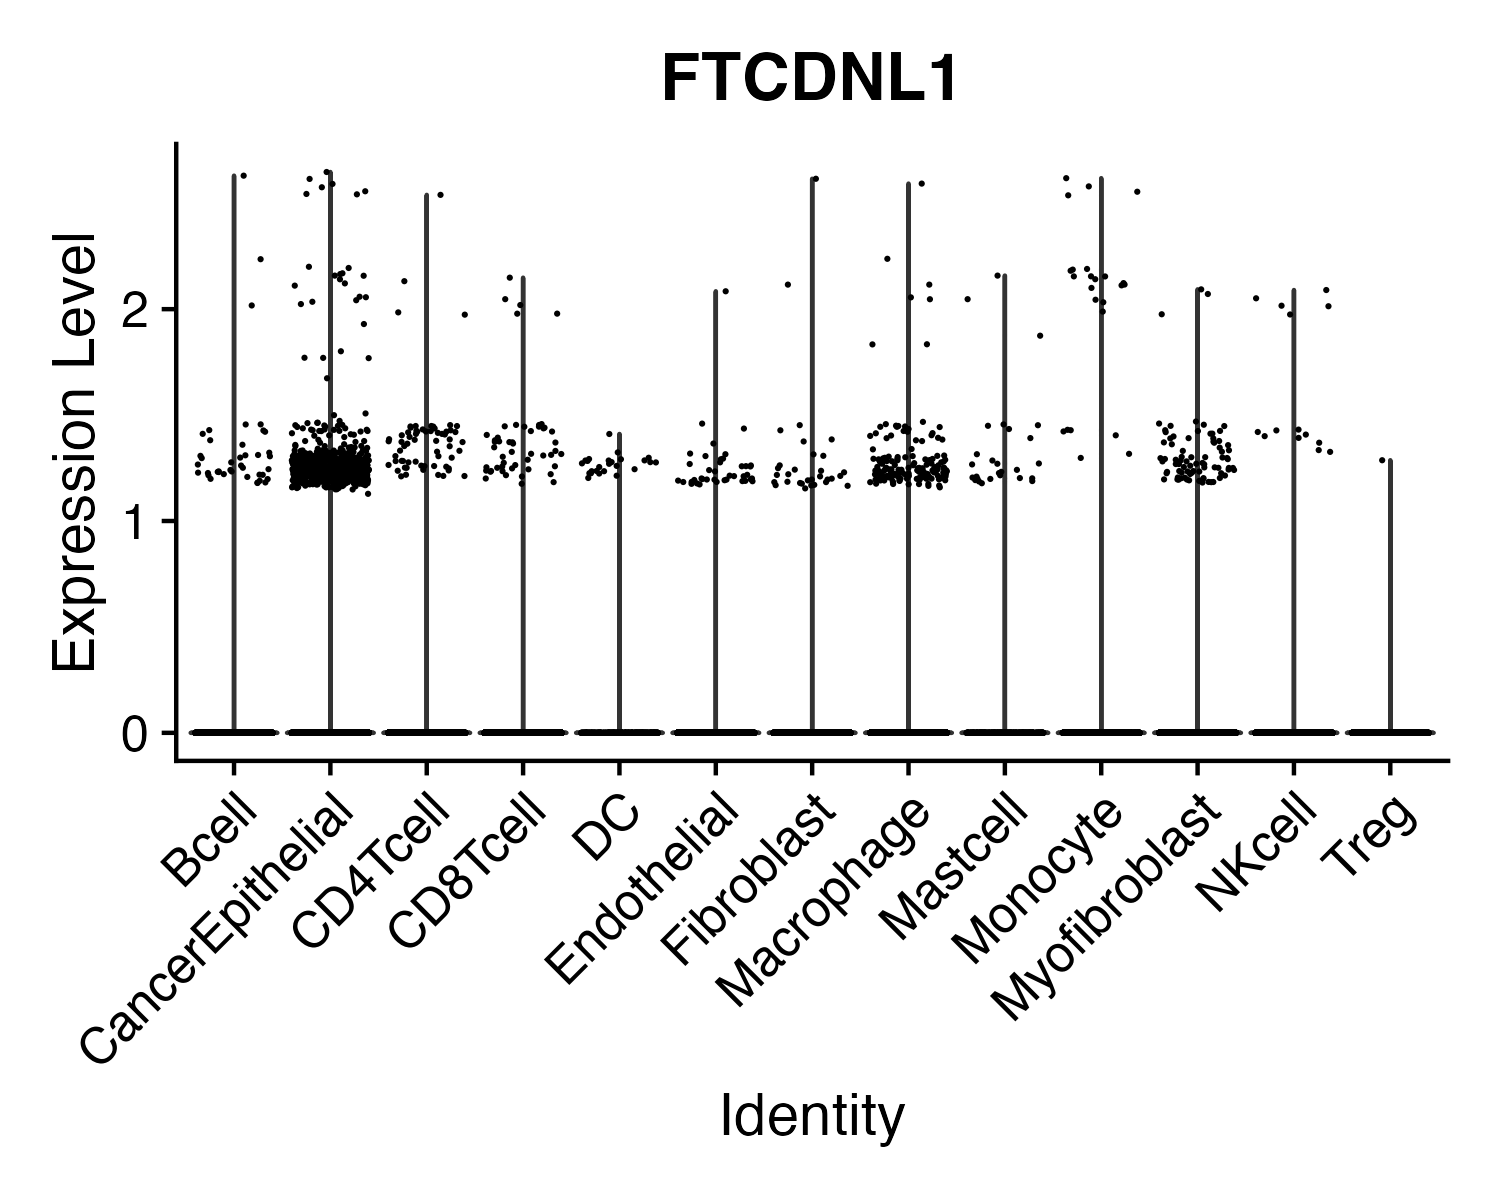 FTCDNL1
Expression Level
2
1
0
Bcell
CancerEpithelial
CD4Tcell
CD8Tcell
DC
Endothelial
Fibroblast
Macrophage
Mastcell
Monocyte
Myofibroblast
NKcell
Treg
Identity